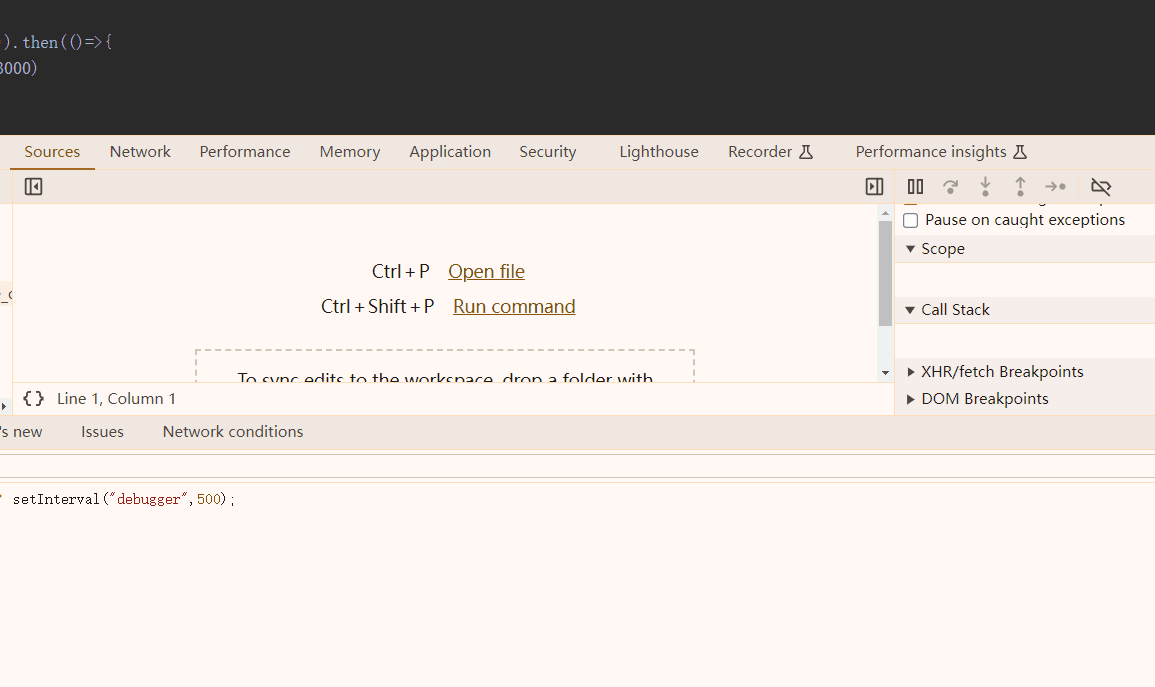 ).then(()=>{
3000)
Sources Network Performance Memory Application Security Lighthouse Recorder Performance insights
Pause on caught exceptions
Scope
Ctrl + P Open file
Ctrl + Shift + P Run command
Call Stack
To sync edits to the workspace, drop a folder with
XHR/fetch Breakpoints
{} Line 1, Column 1
DOM Breakpoints
's new Issues Network conditions
setInterval("debugger",500);